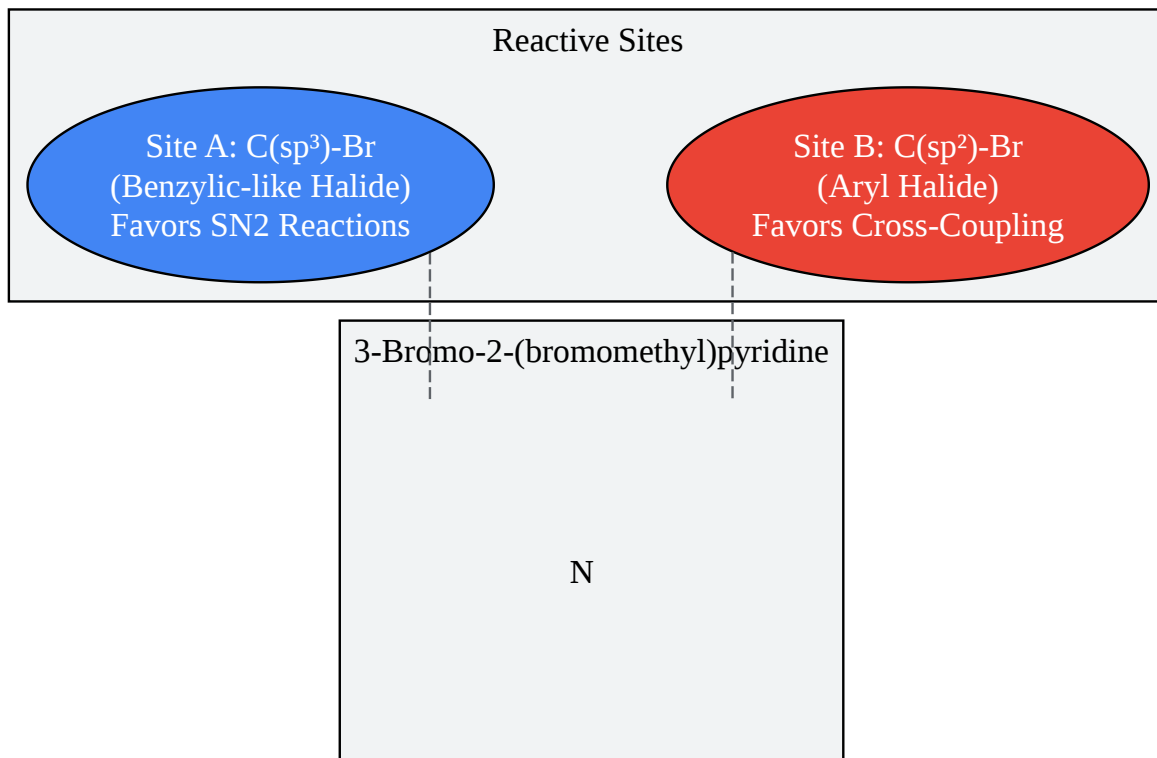 Reactive Sites
Site A: C(sp³)-Br
(Benzylic-like Halide)
Favors SN2 Reactions
Site B: C(sp²)-Br
(Aryl Halide)
Favors Cross-Coupling
3-Bromo-2-(bromomethyl)pyridine
N